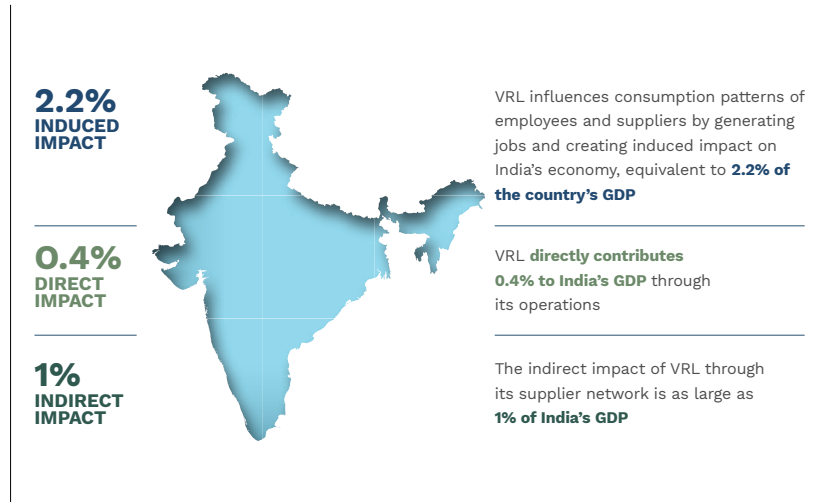 2.2%
INDUCED
IMPACT
VRL influences consumption patterns of
employees and suppliers by generating
jobs and creating induced impact on
India’s economy, equivalent to 2.2% of
the country’s GDP
0.4%
DIRECT
IMPACT
VRL directly contributes
0.4% to India’s GDP through
its operations
1%
INDIRECT
IMPACT
The indirect impact of VRL through
its supplier network is as large as
1% of India’s GDP